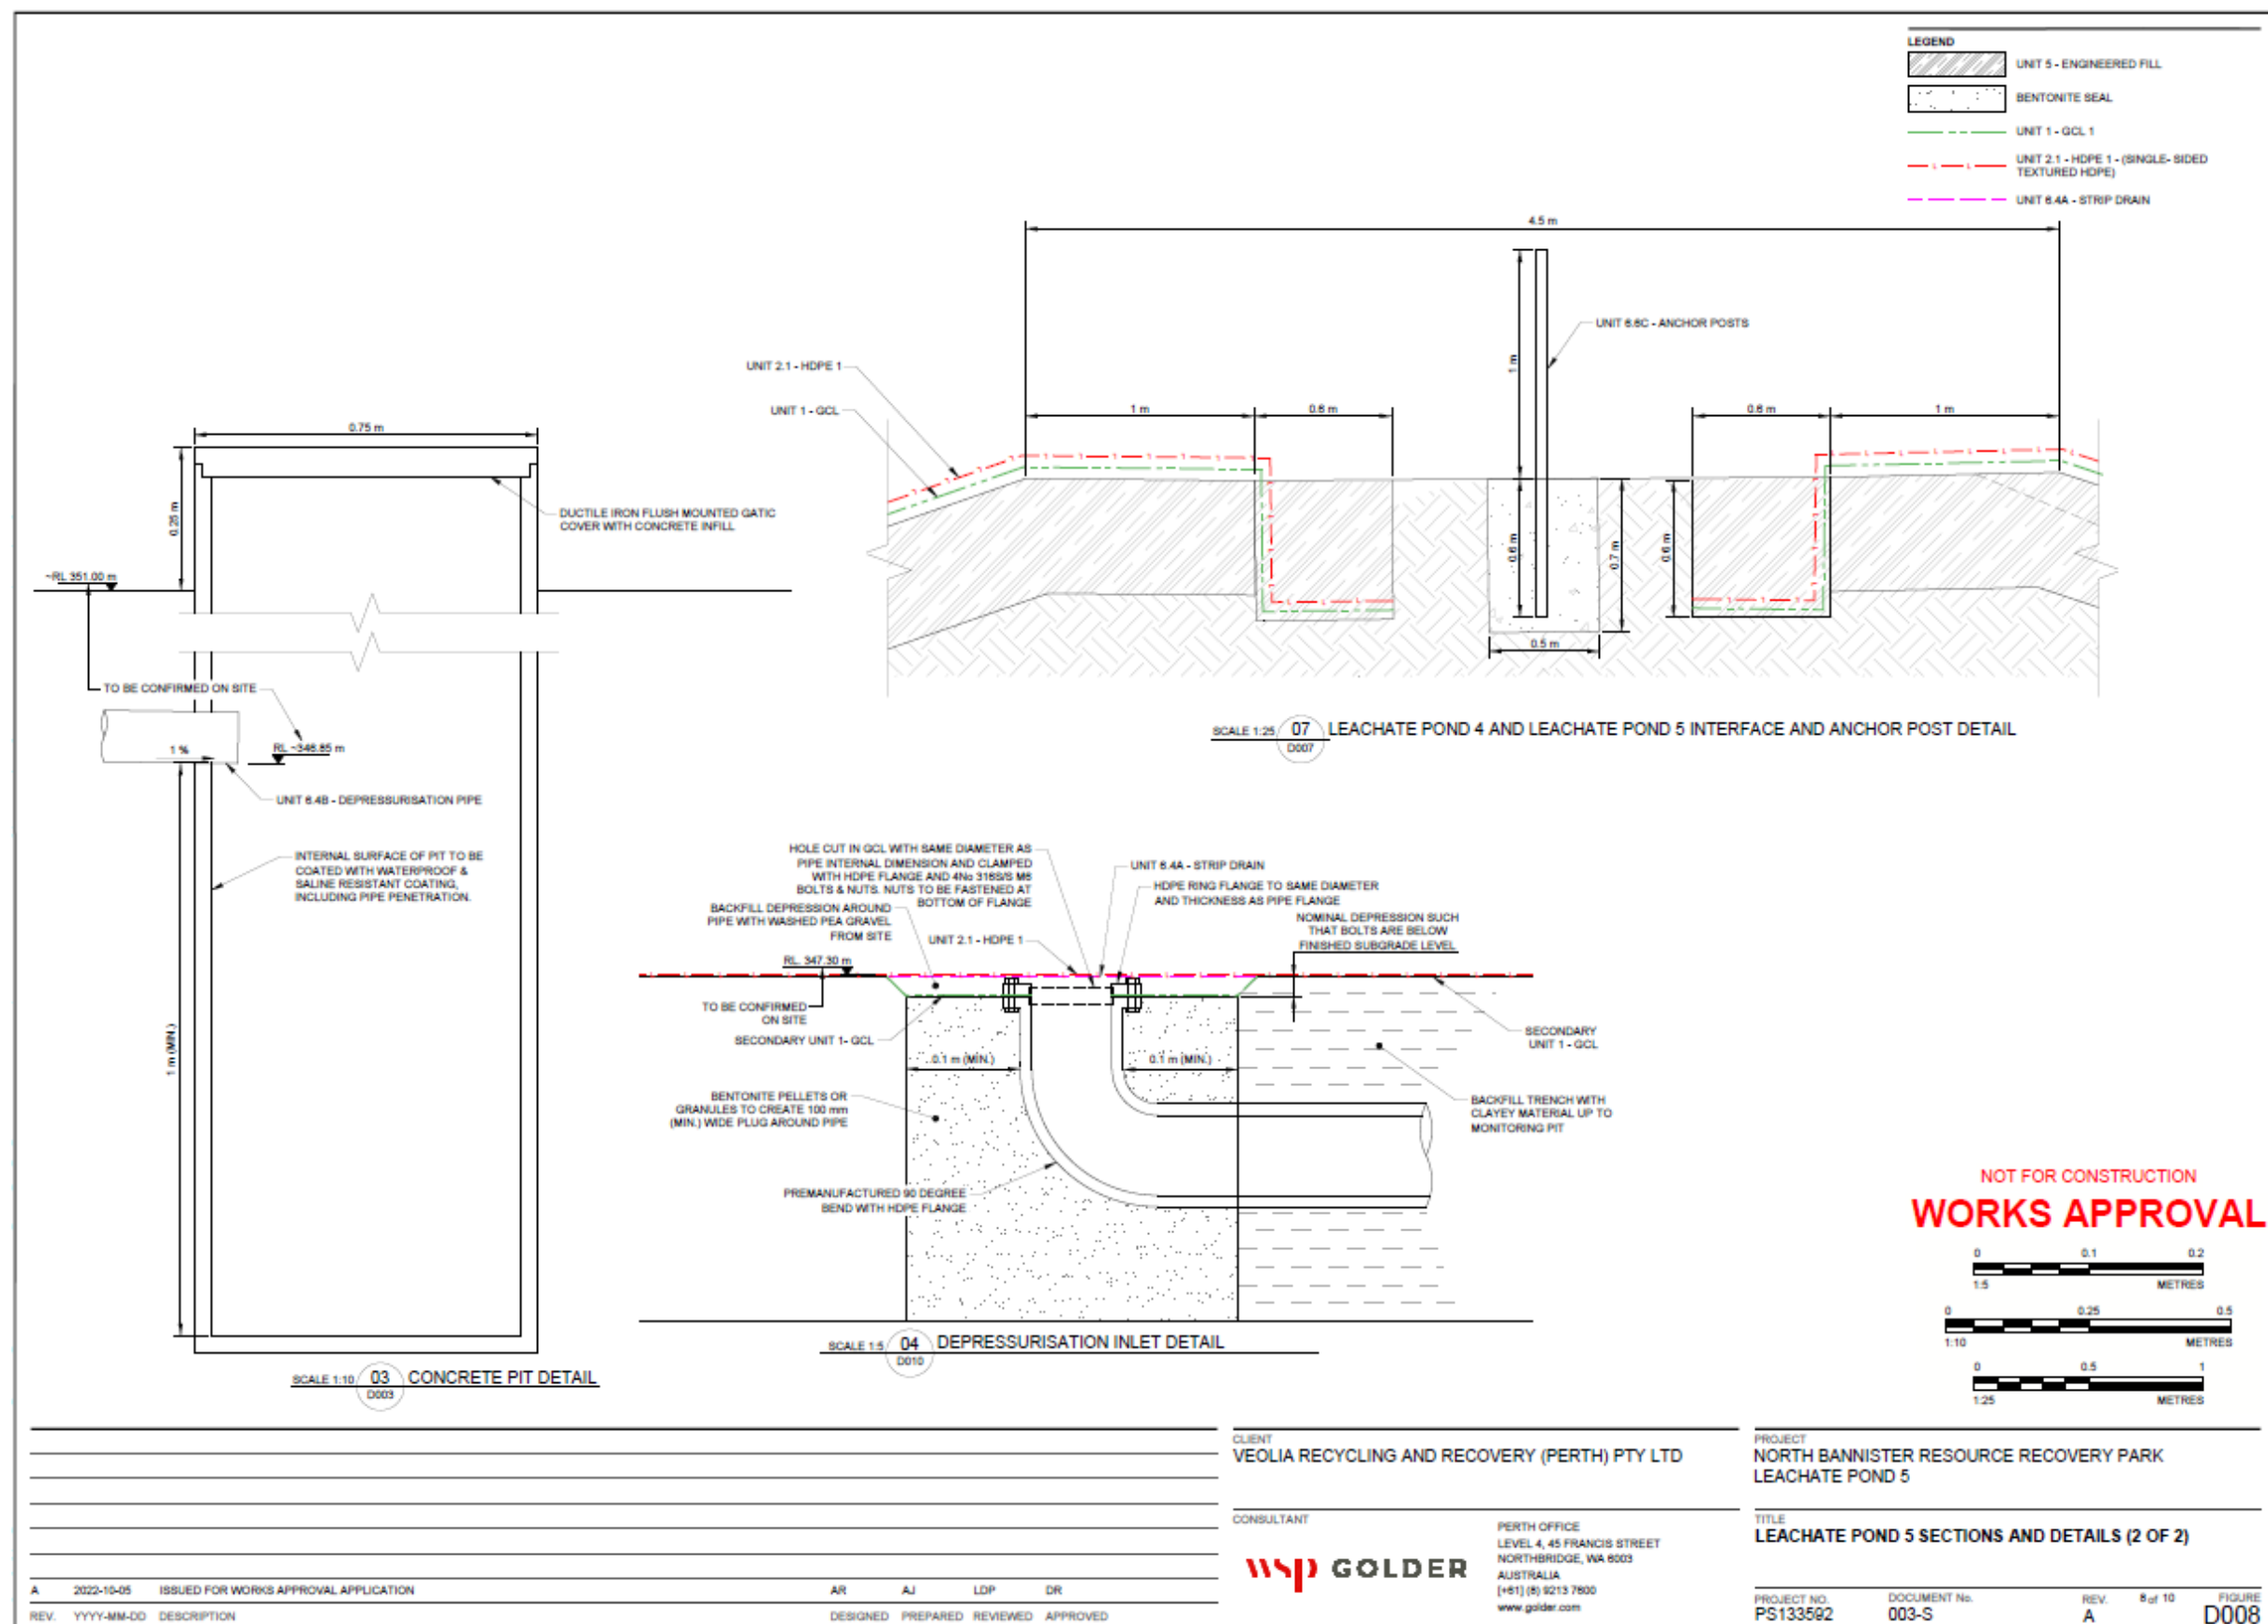 LEGEND
UNIT 5 - ENGINEERED FILL
BENTONITE SEAL
UNIT 1 - GCL 1
UNIT 2.1 - HDPE 1 - (SINGLE- SIDED
TEXTURED HDPE)
UNIT 6.4A - STRIP DRAIN
4.5 m
UNIT 6.6C - ANCHOR POSTS
1 m
UNIT 2.1 - HDPE 1
UNIT 1 - GCL
1 m
0.6 m
0.6 m
1 m
0.6 m
0.7 m
0.6 m
0.5 m
SCALE 1:25
07
D007
LEACHATE POND 4 AND LEACHATE POND 5 INTERFACE AND ANCHOR POST DETAIL
0.75 m
0.25 m
DUCTILE IRON FLUSH MOUNTED GATIC
COVER WITH CONCRETE INFILL
~RL 351.00 m
TO BE CONFIRMED ON SITE
1 %
RL ~346.85 m
UNIT 6.4B - DEPRESSURISATION PIPE
INTERNAL SURFACE OF PIT TO BE
COATED WITH WATERPROOF &
SALINE RESISTANT COATING,
INCLUDING PIPE PENETRATION.
1 m (MIN.)
SCALE 1:10
03
D003
CONCRETE PIT DETAIL
HOLE CUT IN GCL WITH SAME DIAMETER AS
PIPE INTERNAL DIMENSION AND CLAMPED
WITH HDPE FLANGE AND 4No 316S/S M6
BOLTS & NUTS. NUTS TO BE FASTENED AT
BOTTOM OF FLANGE
BACKFILL DEPRESSION AROUND
PIPE WITH WASHED PEA GRAVEL
FROM SITE
UNIT 2.1 - HDPE 1
UNIT 6.4A - STRIP DRAIN
HDPE RING FLANGE TO SAME DIAMETER
AND THICKNESS AS PIPE FLANGE
NOMINAL DEPRESSION SUCH
THAT BOLTS ARE BELOW
FINISHED SUBGRADE LEVEL
RL. 347.30 m
TO BE CONFIRMED
ON SITE
SECONDARY UNIT 1- GCL
0.1 m (MIN.)
0.1 m (MIN.)
SECONDARY
UNIT 1 - GCL
BENTONITE PELLETS OR
GRANULES TO CREATE 100 mm
(MIN.) WIDE PLUG AROUND PIPE
BACKFILL TRENCH WITH
CLAYEY MATERIAL UP TO
MONITORING PIT
PREMANUFACTURED 90 DEGREE
BEND WITH HDPE FLANGE
SCALE 1:5
04
D010
DEPRESSURISATION INLET DETAIL
NOT FOR CONSTRUCTION
WORKS APPROVAL
0 0.1 0.2
1:5 METRES
0 0.25 0.5
1:10 METRES
0 0.5 1
1:25 METRES
CLIENT
VEOLIA RECYCLING AND RECOVERY (PERTH) PTY LTD
PROJECT
NORTH BANNISTER RESOURCE RECOVERY PARK
LEACHATE POND 5
CONSULTANT
wsp GOLDER
PERTH OFFICE
LEVEL 4, 45 FRANCIS STREET
NORTHBRIDGE, WA 6003
AUSTRALIA
[+61] (8) 9213 7600
www.golder.com
TITLE
LEACHATE POND 5 SECTIONS AND DETAILS (2 OF 2)
A 2022-10-05 ISSUED FOR WORKS APPROVAL APPLICATION AR AJ LDP DR
REV. YYYY-MM-DD DESCRIPTION DESIGNED PREPARED REVIEWED APPROVED
PROJECT NO. DOCUMENT No. REV. 8 of 10 FIGURE
PS133592 003-S A D008